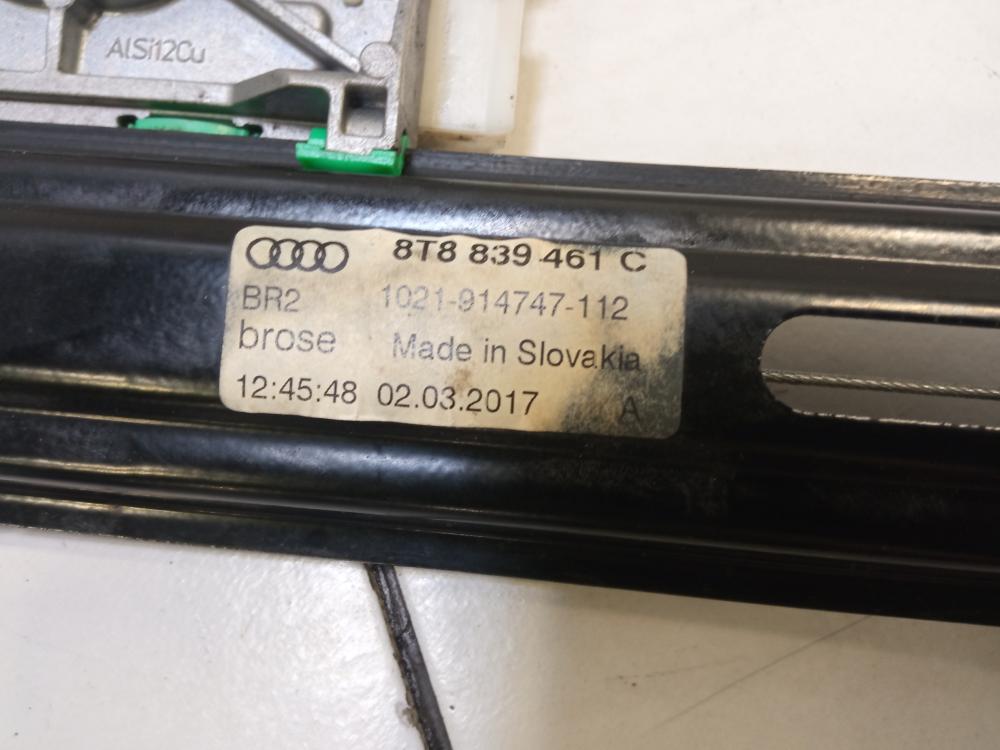 AlSi12Cu
8T8 839 461 C
BR2 1021-914747-112
brose Made in Slovakia
12:45:48 02.03.2017 A